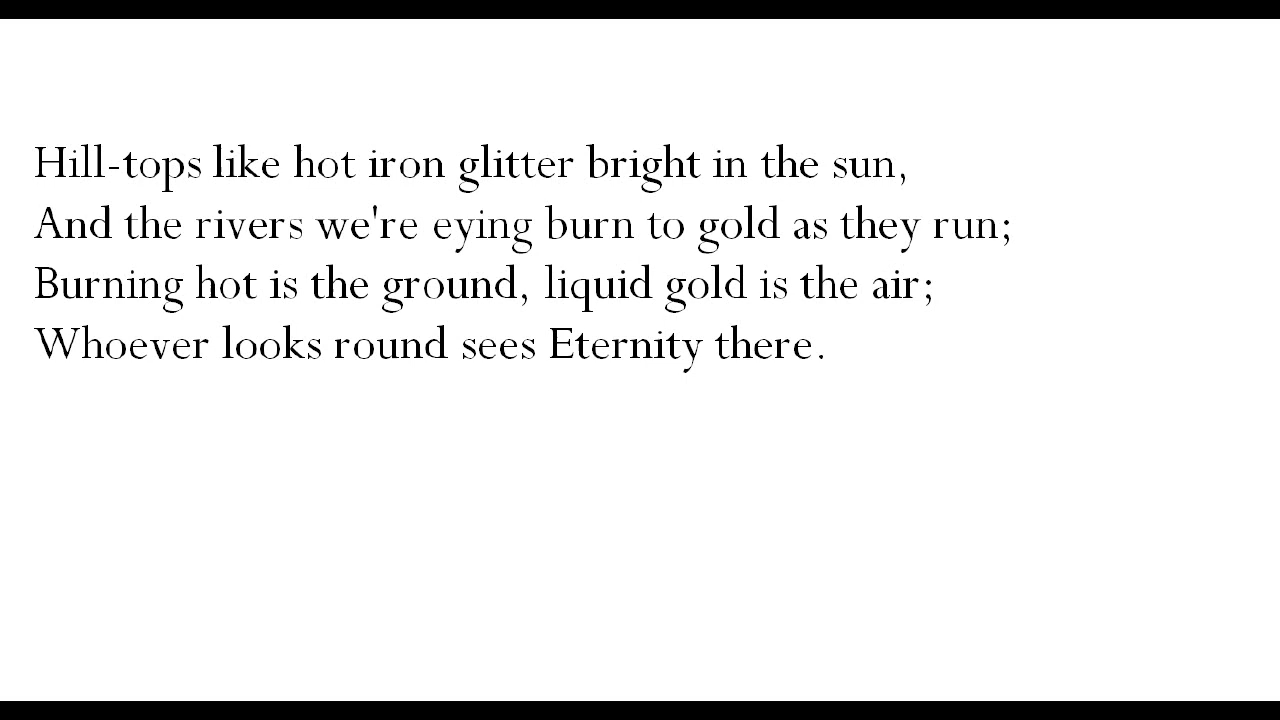 Hill-tops like hot iron glitter bright in the sun,
And the rivers we're eying burn to gold as they run;
Burning hot is the ground, liquid gold is the air;
Whoever looks round sees Eternity there.